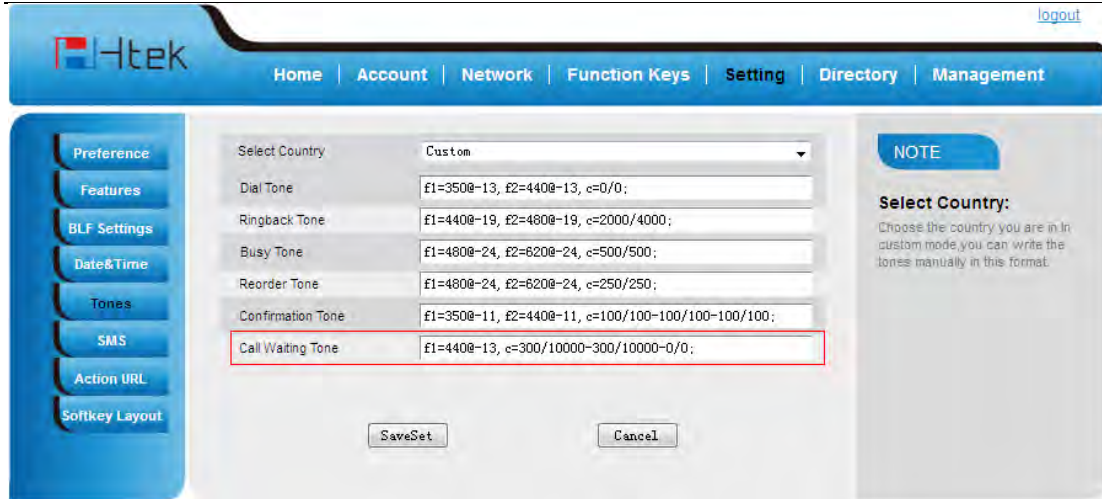 logout
Htek
Home | Account | Network | Function Keys | Setting | Directory | Management
Preference
Features
BLF Settings
Date&Time
Tones
SMS
Action URL
Softkey Layout
Select Country Custom
Dial Tone f1=350@-13, f2=440@-13, c=0/0;
Ringback Tone f1=440@-19, f2=480@-19, c=2000/4000;
Busy Tone f1=480@-24, f2=620@-24, c=500/500;
Reorder Tone f1=480@-24, f2=620@-24, c=250/250;
Confirmation Tone f1=350@-11, f2=440@-11, c=100/100-100/100-100/100;
Call Waiting Tone f1=440@-13, c=300/10000-300/10000-0/0;
SaveSet Cancel
NOTE
Select Country:
Choose the country you are in.In
custom mode,you can write the
tones manually in this format.